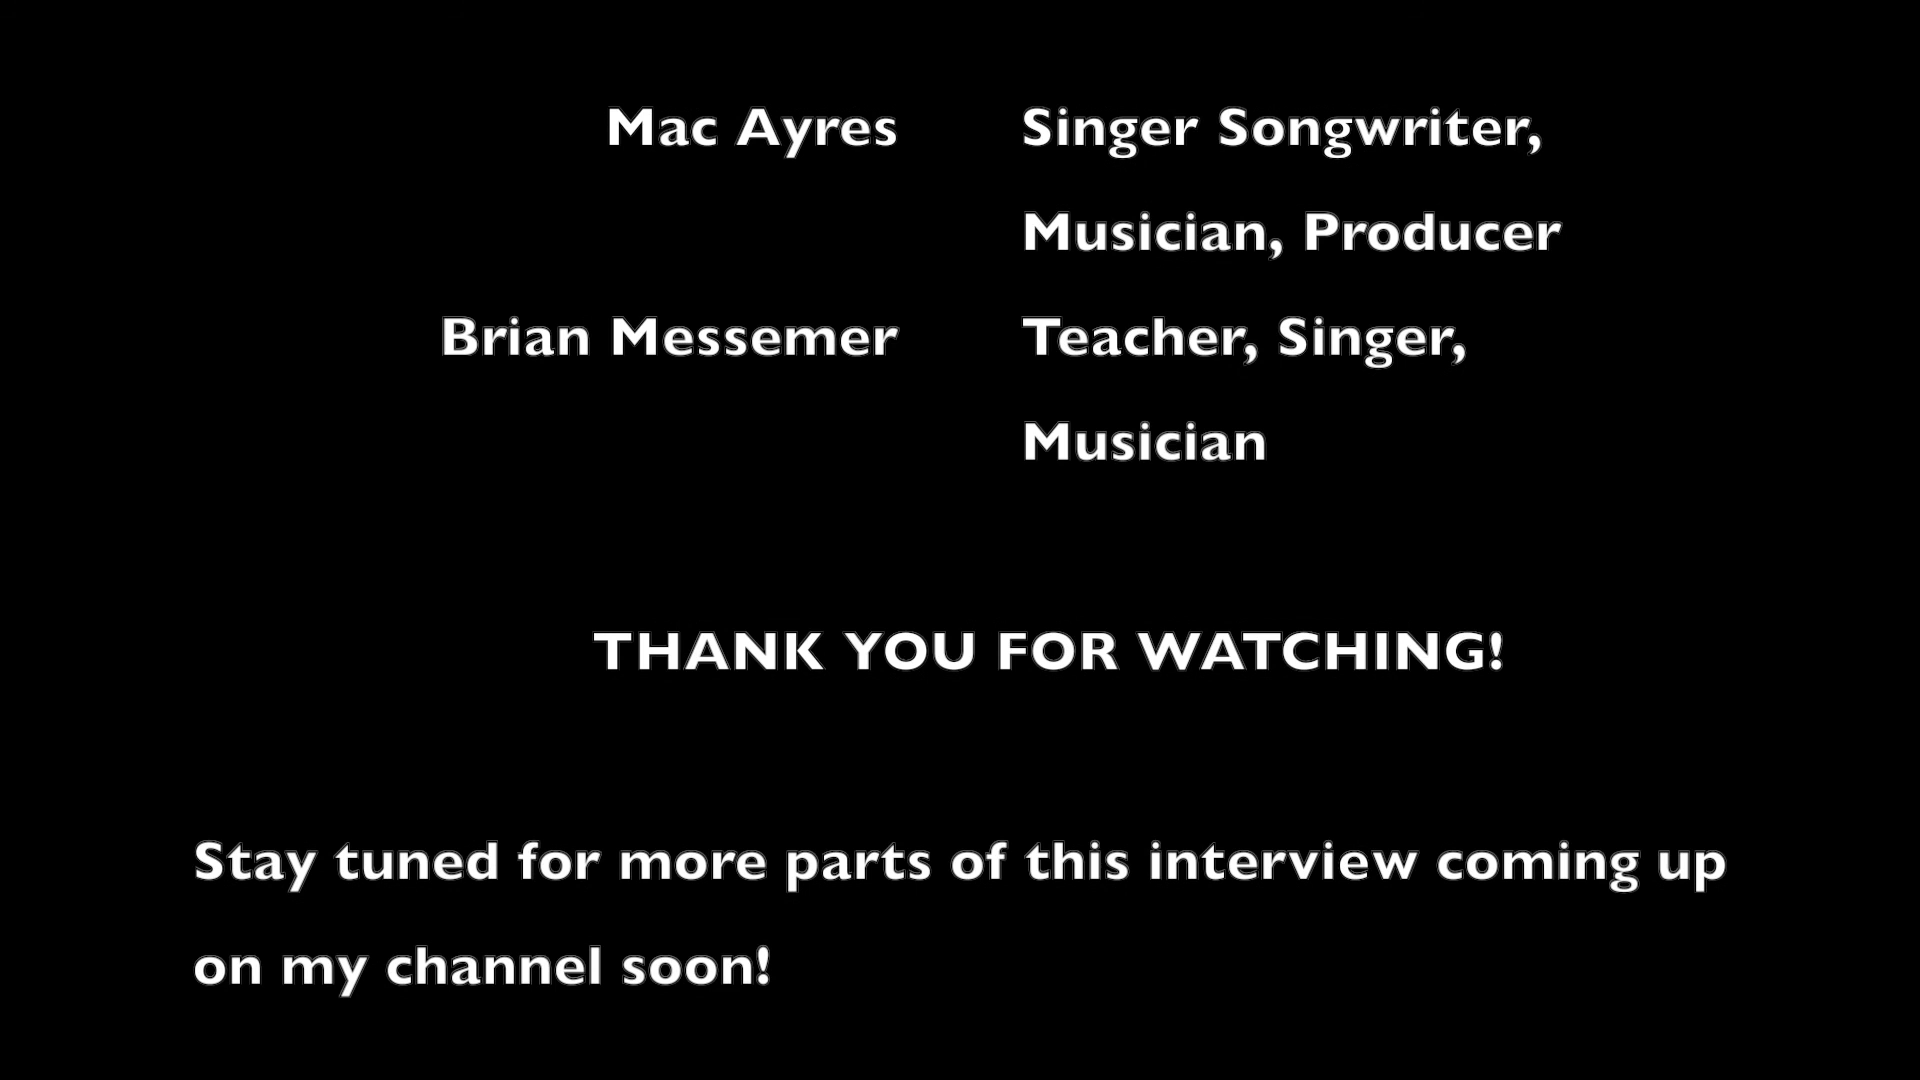 Mac Ayres Singer Songwriter,
Musician, Producer
Brian Messemer Teacher, Singer,
Musician
THANK YOU FOR WATCHING!
Stay tuned for more parts of this interview coming up
on my channel soon!